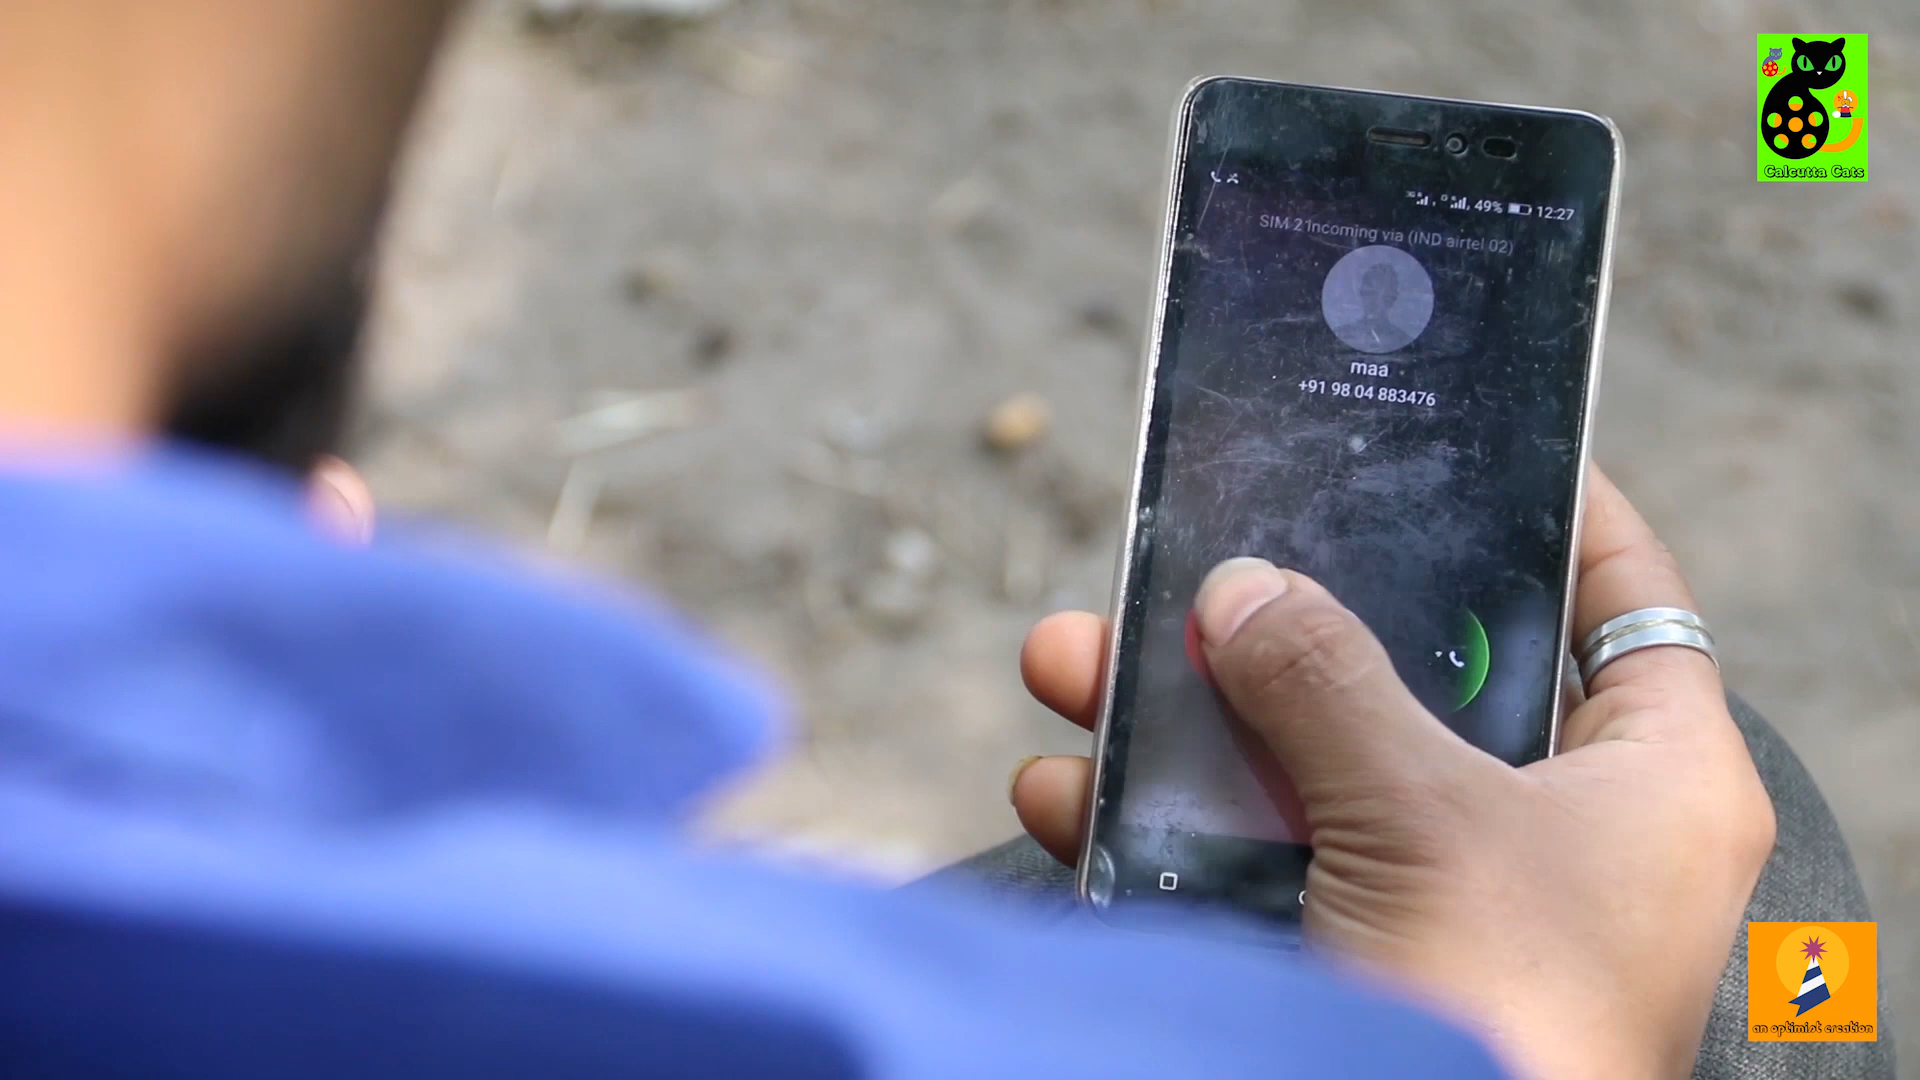 Calcutta Cats
49% 12:27
SIM 2 Incoming via (IND airtel 02)
maa
+91 98 04 883476
an optimist creation